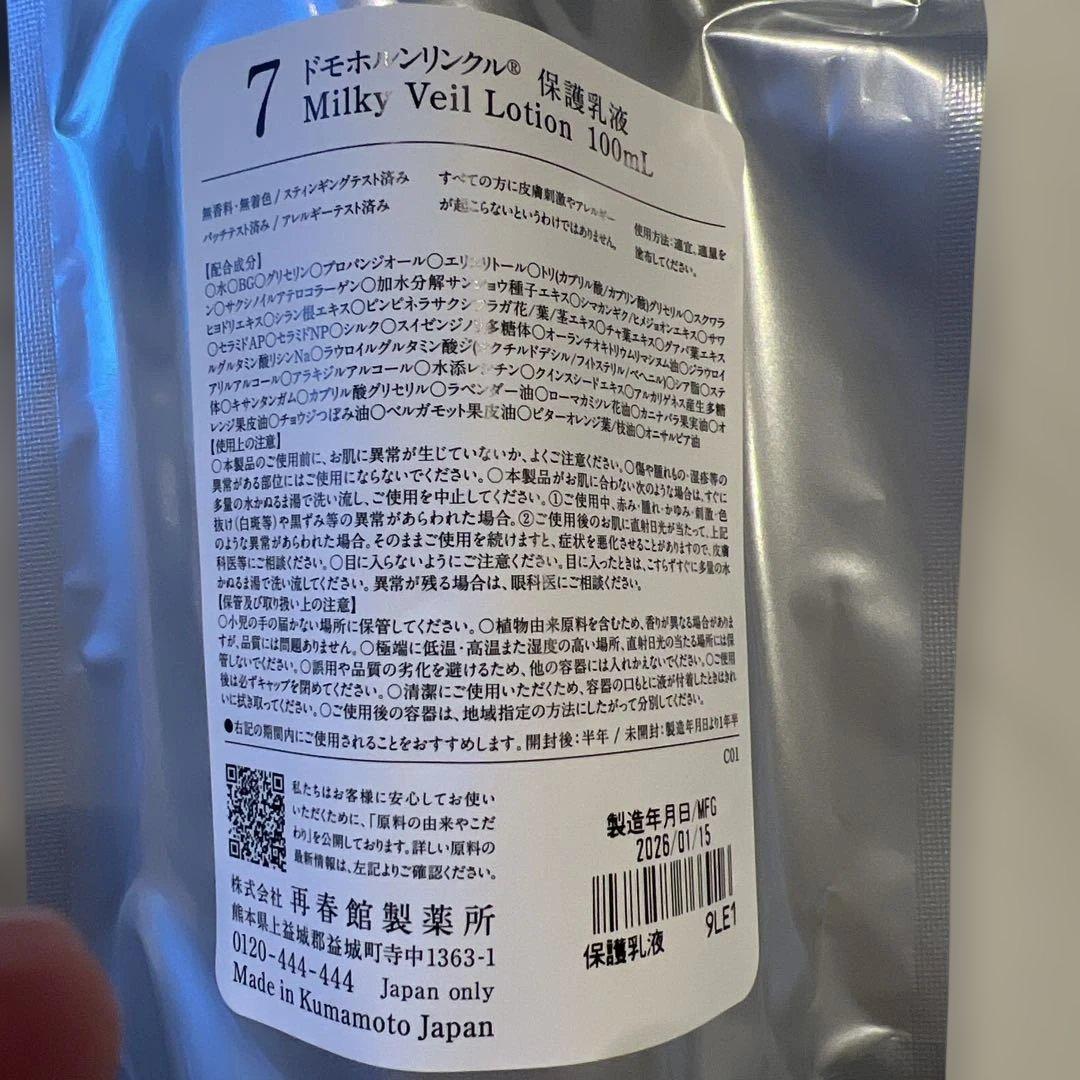 7 ドモホルンリンクル® 保護乳液
Milky Veil Lotion 100mL
無香料・無着色 / スティンギングテスト済み
パッチテスト済み / アレルギーテスト済み
すべての方に皮膚刺激やアレルギー
が起こらないというわけではありません。
使用方法:適宜、適量を
塗布してください。
【配合成分】
○水○BG○グリセリン○プロパンジオール○エリスリトール○トリ(カプリル酸/カプリン酸)グリセリル○スクワラ
ン○サクシノイルアテロコラーゲン○加水分解サンショウ種子エキス○シマカンギク/ヒメジョオンエキス○サワ
ヒヨドリエキス○シラン根エキス○ピンピネラサクシフラガ花/葉/茎エキス○チャ葉エキス○グアバ葉エキス
○セラミドAP○セラミドNP○シルク○スイゼンジノリ多糖体○オーランチオキトリウムリマシヌム油○ジラウロイ
ルグルタミン酸リシンNa○ラウロイルグルタミン酸ジ(オクチルドデシル/フィトステリル/ベヘニル)○シア脂○ステ
アリルアルコール○アラキジルアルコール○水添レシチン○クインスシードエキス○アルカリゲネス産生多糖
体○キサンタンガム○カプリル酸グリセリル○ラベンダー油○ローマカミツレ花油○カニナバラ果実油○オ
レンジ果皮油○チョウジつぼみ油○ベルガモット果皮油○ビターオレンジ葉/枝油○オニサルビア油
【使用上の注意】
○本製品のご使用前に、お肌に異常が生じていないか、よくご注意ください。○傷や腫れもの・湿疹等の
異常がある部位にはご使用にならないでください。○本製品がお肌に合わない次のような場合は、すぐに
多量の水かぬるま湯で洗い流し、ご使用を中止してください。①ご使用中、赤み・腫れ・かゆみ・刺激・色
抜け(白斑等)や黒ずみ等の異常があらわれた場合。②ご使用後のお肌に直射日光が当たって、上記
のような異常があらわれた場合。そのままご使用を続けますと、症状を悪化させることがありますので、皮膚
科医等にご相談ください。○目に入らないようにご注意ください。目に入ったときは、こすらずすぐに多量の水
かぬるま湯で洗い流してください。異常が残る場合は、眼科医にご相談ください。
【保管及び取り扱い上の注意】
○小児の手の届かない場所に保管してください。○植物由来原料を含むため、香りが異なる場合がありま
すが、品質には問題ありません。○極端に低温・高温また湿度の高い場所、直射日光の当たる場所には保
管しないでください。○誤用や品質の劣化を避けるため、他の容器には入れかえないでください。○ご使用
後は必ずキャップを閉めてください。○清潔にご使用いただくため、容器の口もとに液が付着したときはきれ
いに拭き取ってください。○ご使用後の容器は、地域指定の方法にしたがって分別してください。
●右記の期間内にご使用されることをおすすめします。開封後:半年 / 未開封:製造年月日より1年半
C01
私たちはお客様に安心してお使い
いただくために、「原料の由来やこだ
わり」を公開しております。詳しい原料の
最新情報は、左記よりご確認ください。
製造年月日/MFG
2026/01/15
9LE1
保護乳液
株式会社 再春館製薬所
熊本県上益城郡益城町寺中1363-1
0120-444-444 Japan only
Made in Kumamoto Japan